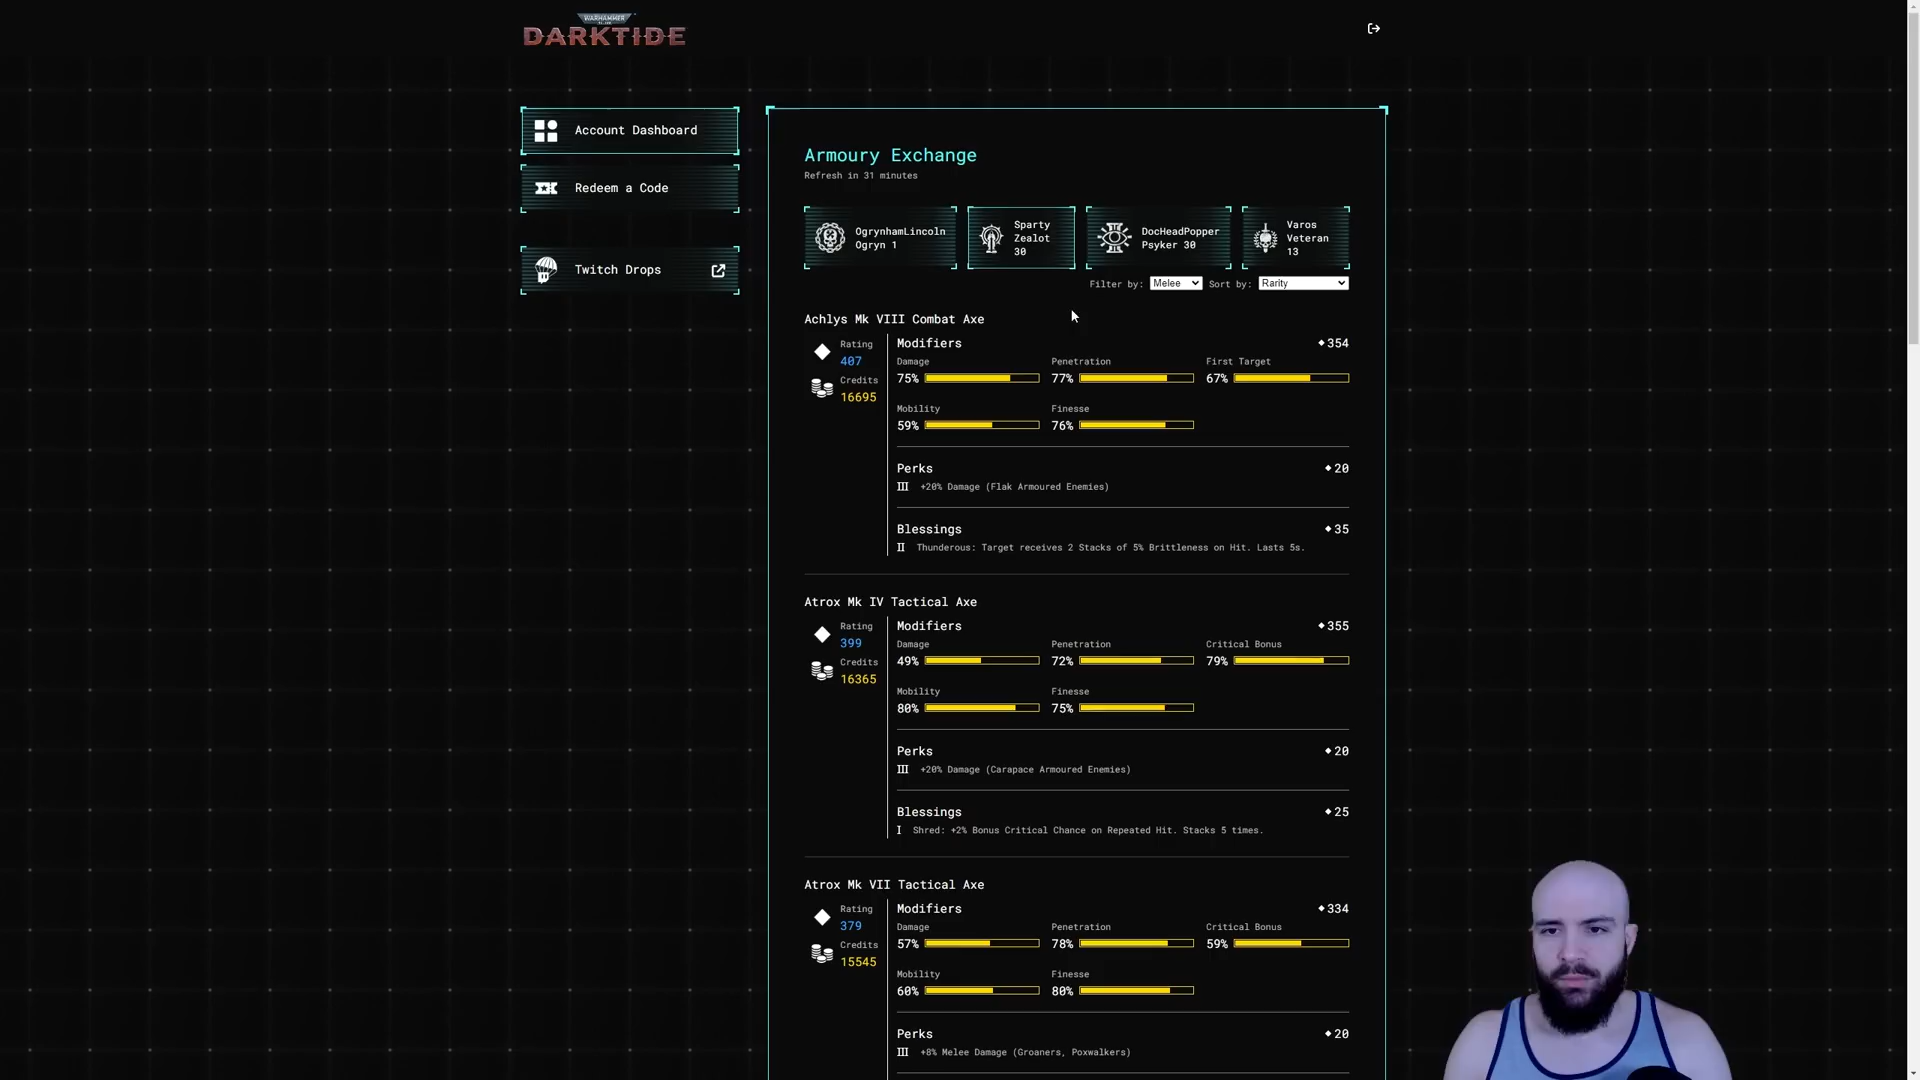 WARHAMMER
DARKTIDE
Account Dashboard
Redeem a Code
Twitch Drops
Armoury Exchange
Refresh in 31 minutes
OgrynhamLincoln
Ogryn 1
Sparty
Zealot
30
DocHeadPopper
Psyker 30
Varos
Veteran
13
Filter by: Melee Sort by: Rarity
Achlys Mk VIII Combat Axe
Rating
407
Credits
16695
Modifiers 354
Damage Penetration First Target
75% 77% 67%
Mobility Finesse
59% 76%
Perks 20
III +20% Damage (Flak Armoured Enemies)
Blessings 35
II Thunderous: Target receives 2 Stacks of 5% Brittleness on Hit. Lasts 5s.
Atrox Mk IV Tactical Axe
Rating
399
Credits
16365
Modifiers 355
Damage Penetration Critical Bonus
49% 72% 79%
Mobility Finesse
80% 75%
Perks 20
III +20% Damage (Carapace Armoured Enemies)
Blessings 25
I Shred: +2% Bonus Critical Chance on Repeated Hit. Stacks 5 times.
Atrox Mk VII Tactical Axe
Rating
379
Credits
15545
Modifiers 334
Damage Penetration Critical Bonus
57% 78% 59%
Mobility Finesse
60% 80%
Perks 20
III +8% Melee Damage (Groaners, Poxwalkers)